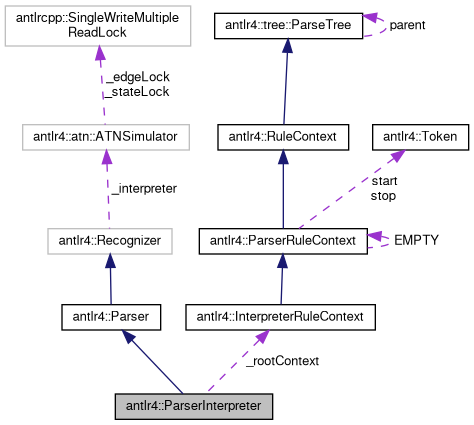 antlrcpp::SingleWriteMultiple
ReadLock
antlr4::tree::ParseTree
parent
_edgeLock
_stateLock
antlr4::atn::ATNSimulator
antlr4::RuleContext
antlr4::Token
_interpreter
start
stop
antlr4::Recognizer
antlr4::ParserRuleContext
EMPTY
antlr4::Parser
antlr4::InterpreterRuleContext
_rootContext
antlr4::ParserInterpreter